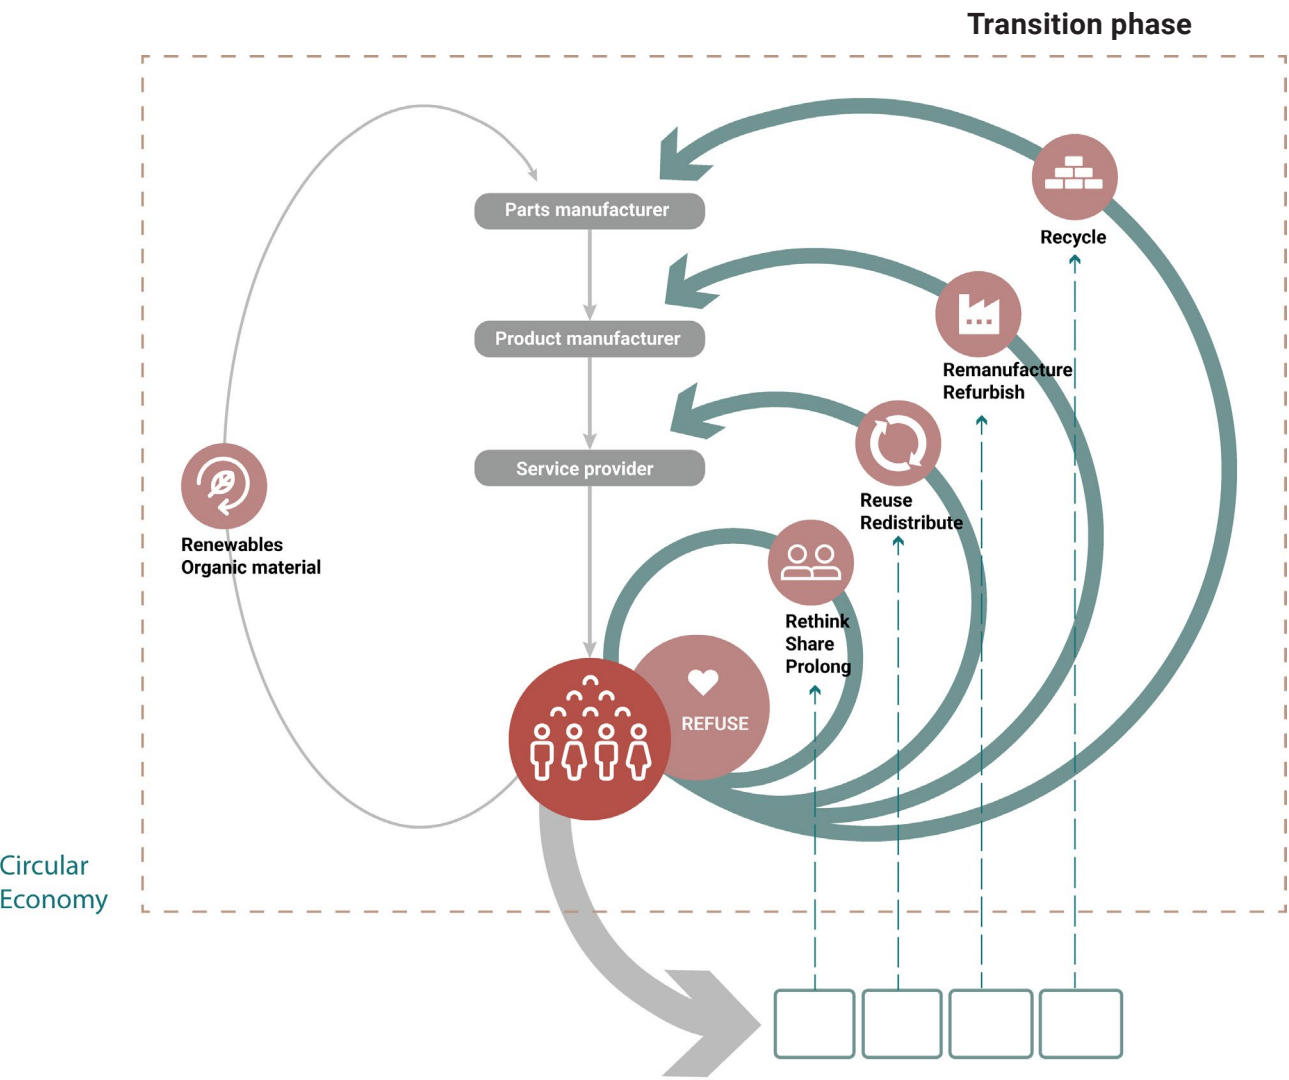 Transition phase
Parts manufacturer
Recycle
Product manufacturer
Remanufacture
Refurbish
Service provider
Reuse
Redistribute
Renewables
Organic material
Rethink
Share
Prolong
REFUSE
Circular
Economy